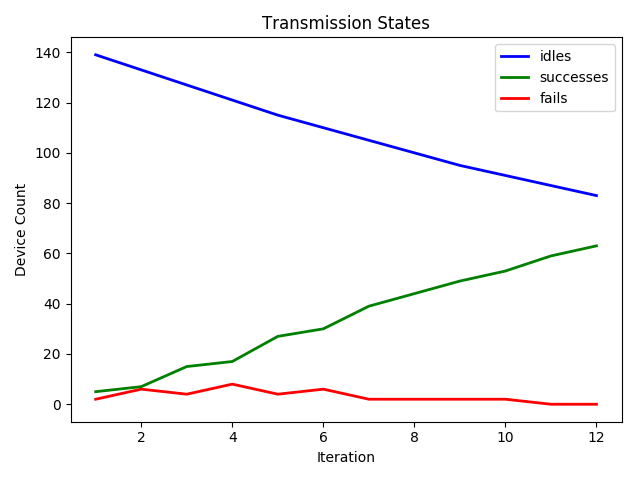 Transmission States
140
120
100
80
60
40
20
0
Device Count
idles
successes
fails
2 4 6 8 10 12
Iteration